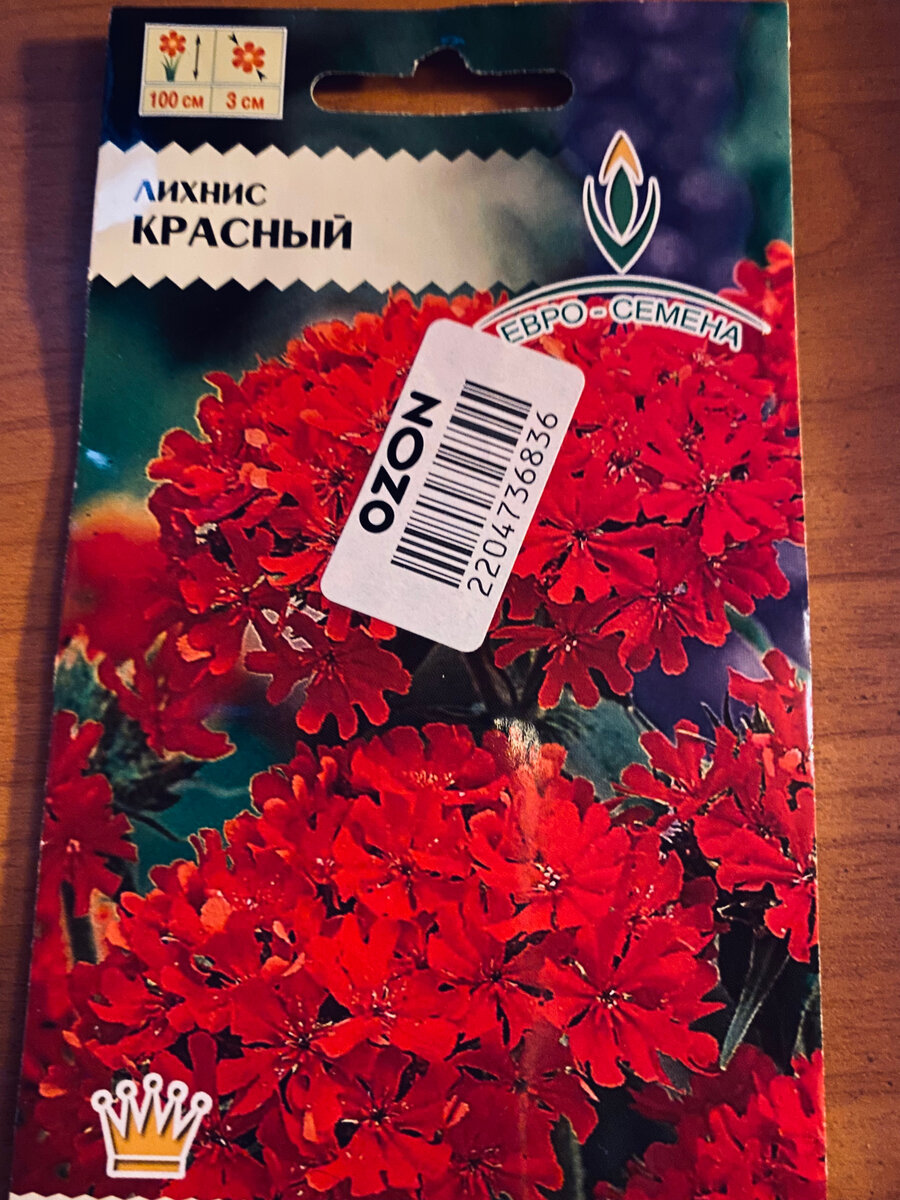 100 см 3 см
ЛИХНИС
КРАСНЫЙ
ЕВРО-СЕМЕНА
OZON
2204736836